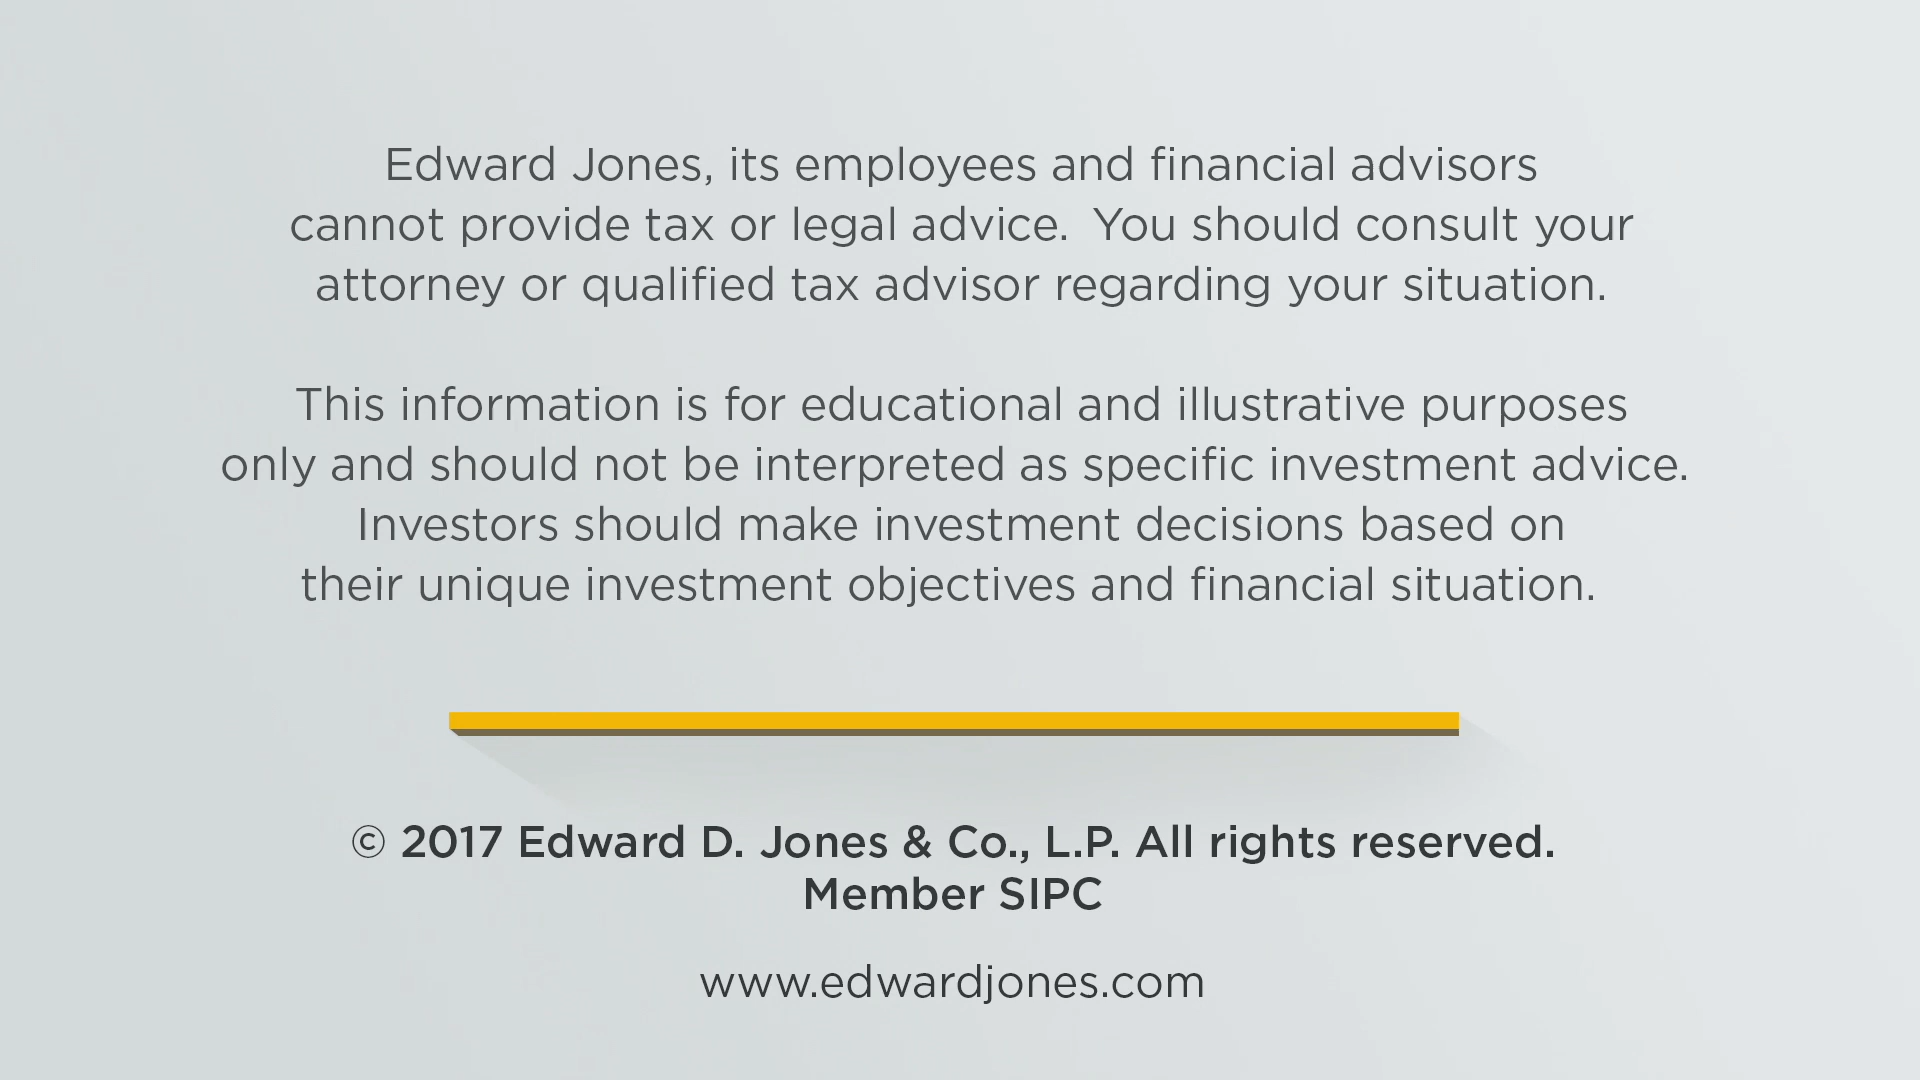 Edward Jones, its employees and financial advisors
cannot provide tax or legal advice. You should consult your
attorney or qualified tax advisor regarding your situation.
This information is for educational and illustrative purposes
only and should not be interpreted as specific investment advice.
Investors should make investment decisions based on
their unique investment objectives and financial situation.
© 2017 Edward D. Jones & Co., L.P. All rights reserved.
Member SIPC
www.edwardjones.com